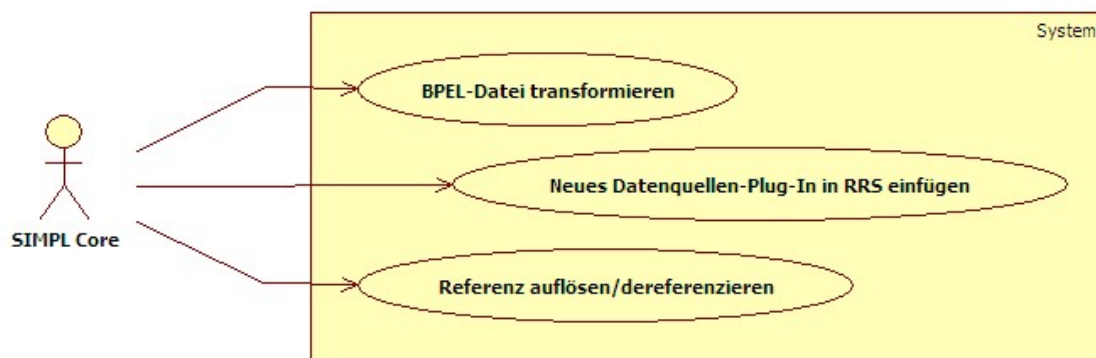 System
BPEL-Datei transformieren
Neues Datenquellen-Plug-In in RRS einfügen
SIMPL Core
Referenz auflösen/dereferenzieren